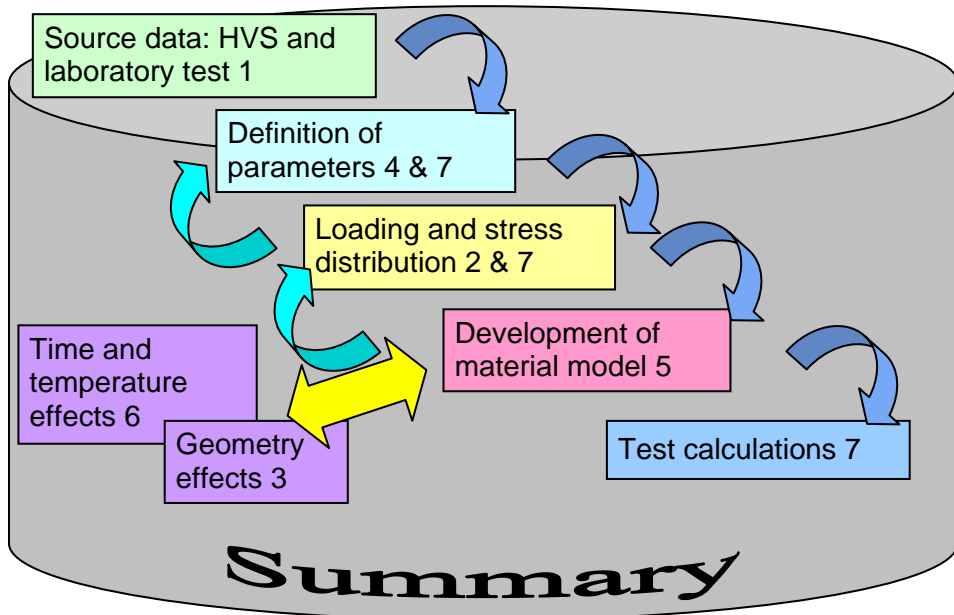 Source data: HVS and
laboratory test 1
Definition of
parameters 4 & 7
Loading and stress
distribution 2 & 7
Development of
material model 5
Time and
temperature
effects 6
Geometry
effects 3
Test calculations 7
Summary